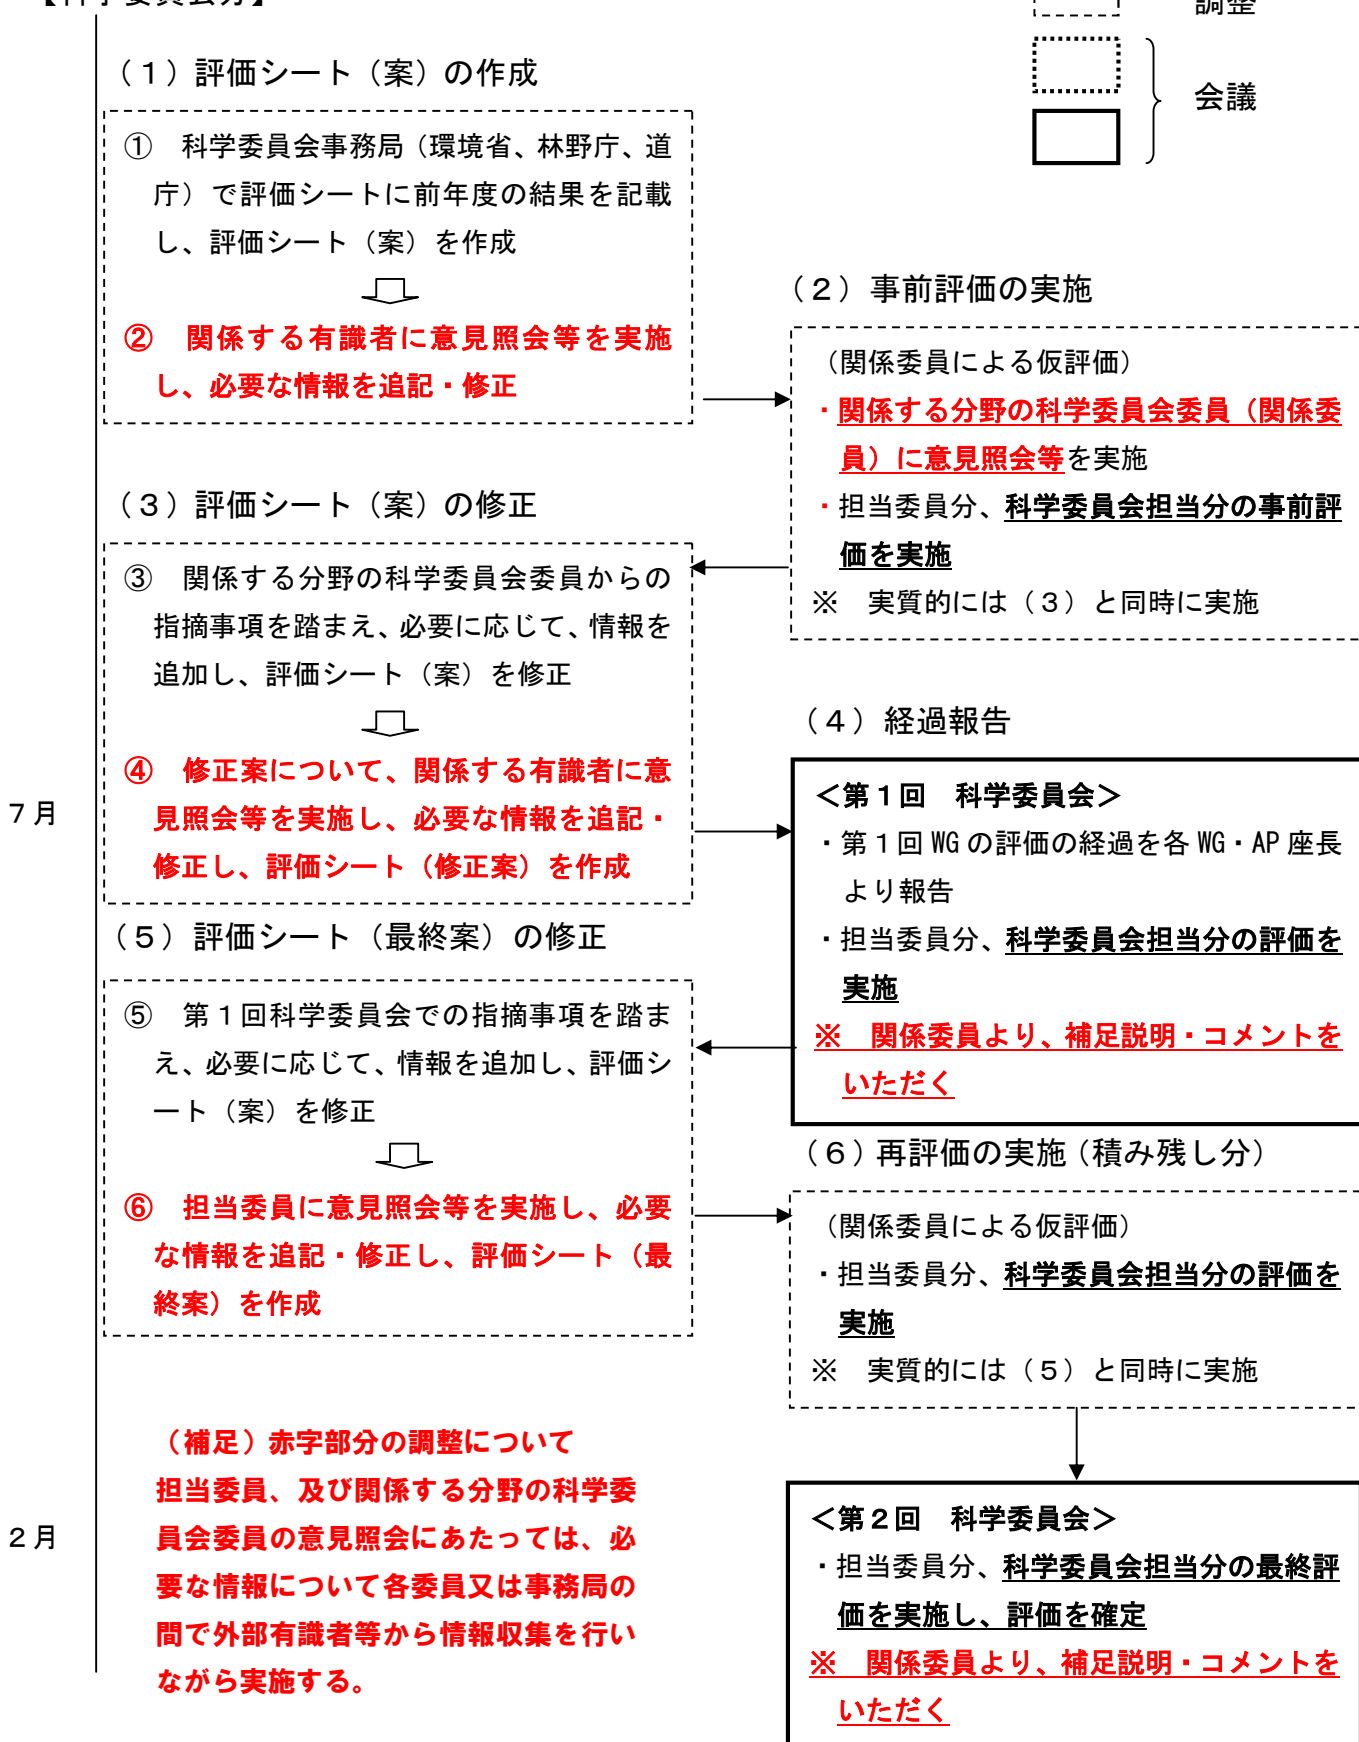 【科学委員会分】
調整
会議
（１）評価シート（案）の作成
①　科学委員会事務局（環境省、林野庁、道
庁）で評価シートに前年度の結果を記載
し、評価シート（案）を作成
②　関係する有識者に意見照会等を実施
し、必要な情報を追記・修正
（２）事前評価の実施
（関係委員による仮評価）
・関係する分野の科学委員会委員（関係委
員）に意見照会等を実施
・担当委員分、科学委員会担当分の事前評
価を実施
※　実質的には（３）と同時に実施
（３）評価シート（案）の修正
③　関係する分野の科学委員会委員からの
指摘事項を踏まえ、必要に応じて、情報を
追加し、評価シート（案）を修正
④　修正案について、関係する有識者に意
見照会等を実施し、必要な情報を追記・
修正し、評価シート（修正案）を作成
７月
（４）経過報告
＜第１回　科学委員会＞
・第１回 WG の評価の経過を各 WG・AP 座長
より報告
・担当委員分、科学委員会担当分の評価を
実施
※　関係委員より、補足説明・コメントを
いただく
（５）評価シート（最終案）の修正
⑤　第１回科学委員会での指摘事項を踏ま
え、必要に応じて、情報を追加し、評価シ
ート（案）を修正
⑥　担当委員に意見照会等を実施し、必要
な情報を追記・修正し、評価シート（最
終案）を作成
（６）再評価の実施（積み残し分）
（関係委員による仮評価）
・担当委員分、科学委員会担当分の評価を
実施
※　実質的には（５）と同時に実施
（補足）赤字部分の調整について
担当委員、及び関係する分野の科学委
員会委員の意見照会にあたっては、必
要な情報について各委員又は事務局の
間で外部有識者等から情報収集を行い
ながら実施する。
２月
＜第２回　科学委員会＞
・担当委員分、科学委員会担当分の最終評
価を実施し、評価を確定
※　関係委員より、補足説明・コメントを
いただく